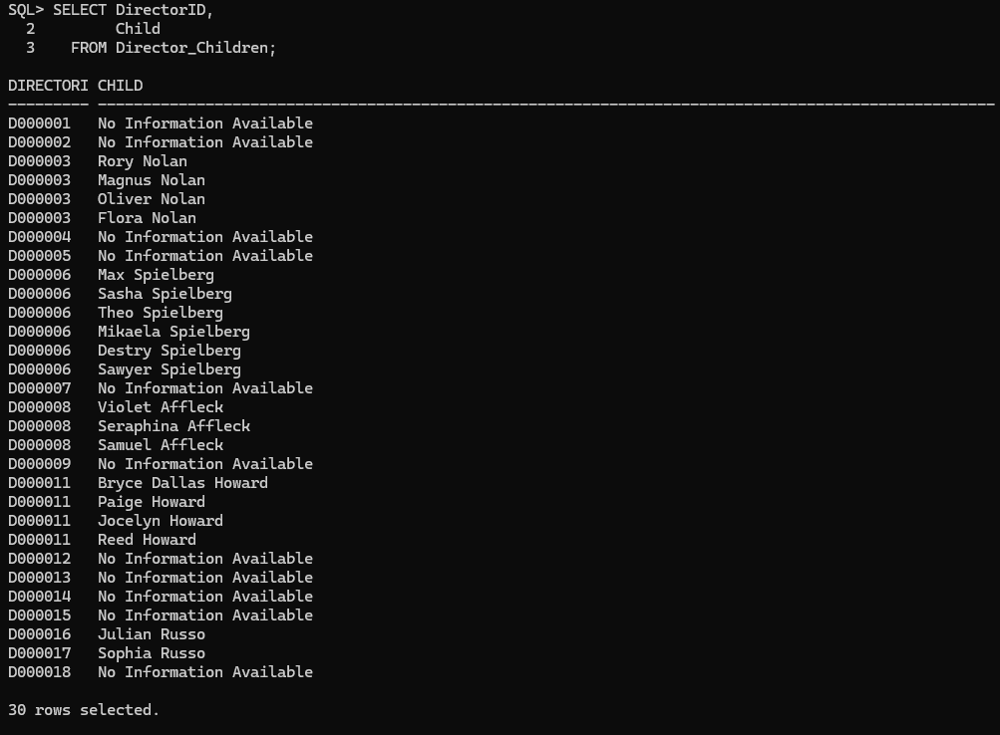 SQL> SELECT DirectorID,
  2         Child
  3    FROM Director_Children;

DIRECTORI CHILD
--------- ----------------------------------------------------------------------------------------------------
D000001   No Information Available
D000002   No Information Available
D000003   Rory Nolan
D000003   Magnus Nolan
D000003   Oliver Nolan
D000003   Flora Nolan
D000004   No Information Available
D000005   No Information Available
D000006   Max Spielberg
D000006   Sasha Spielberg
D000006   Theo Spielberg
D000006   Mikaela Spielberg
D000006   Destry Spielberg
D000006   Sawyer Spielberg
D000007   No Information Available
D000008   Violet Affleck
D000008   Seraphina Affleck
D000008   Samuel Affleck
D000009   No Information Available
D000011   Bryce Dallas Howard
D000011   Paige Howard
D000011   Jocelyn Howard
D000011   Reed Howard
D000012   No Information Available
D000013   No Information Available
D000014   No Information Available
D000015   No Information Available
D000016   Julian Russo
D000017   Sophia Russo
D000018   No Information Available

30 rows selected.